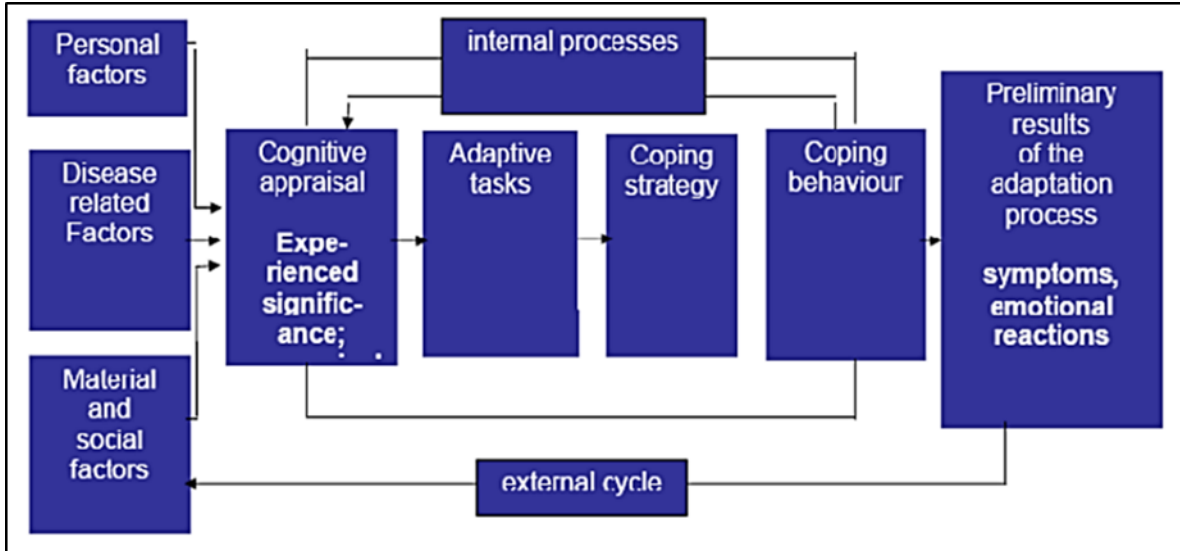 Personal
factors
Disease
related
Factors
Material
and
social
factors
internal processes
Cognitive
appraisal
Expe-
rienced
signific-
ance;
Adaptive
tasks
Coping
strategy
Coping
behaviour
Preliminary
results
of the
adaptation
process
symptoms,
emotional
reactions
external cycle